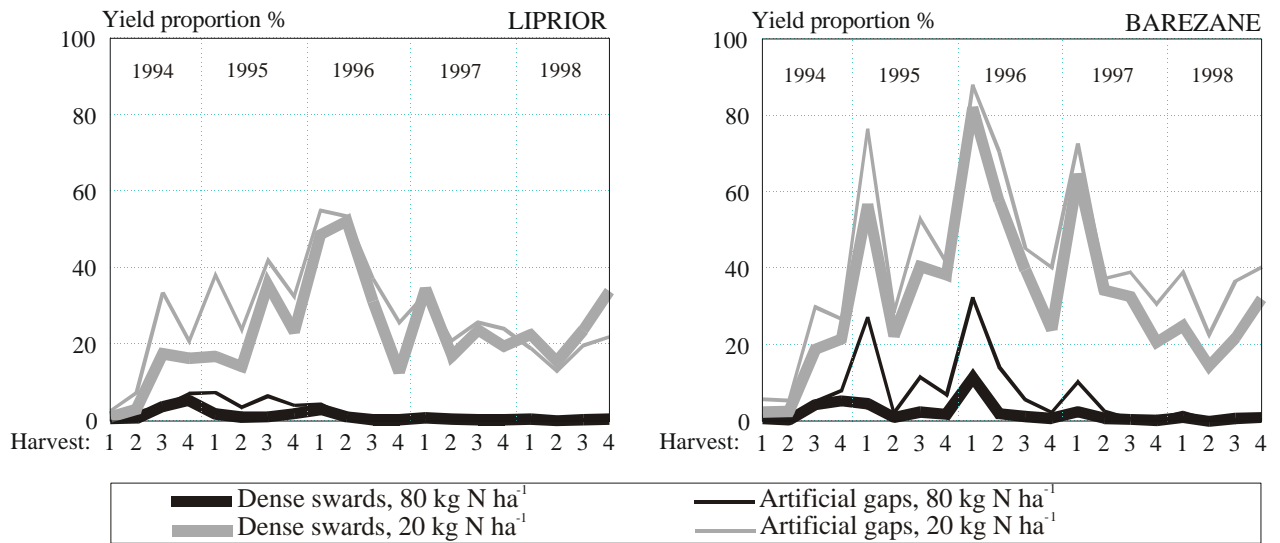 Yield proportion % LIPRIOR
100
80
60
40
20
0
1994 1995 1996 1997 1998
Harvest: 1 2 3 4 1 2 3 4 1 2 3 4 1 2 3 4 1 2 3 4
Yield proportion % BAREZANE
100
80
60
40
20
0
1994 1995 1996 1997 1998
Harvest: 1 2 3 4 1 2 3 4 1 2 3 4 1 2 3 4 1 2 3 4
Dense swards, 80 kg N ha⁻¹ Artificial gaps, 80 kg N ha⁻¹
Dense swards, 20 kg N ha⁻¹ Artificial gaps, 20 kg N ha⁻¹